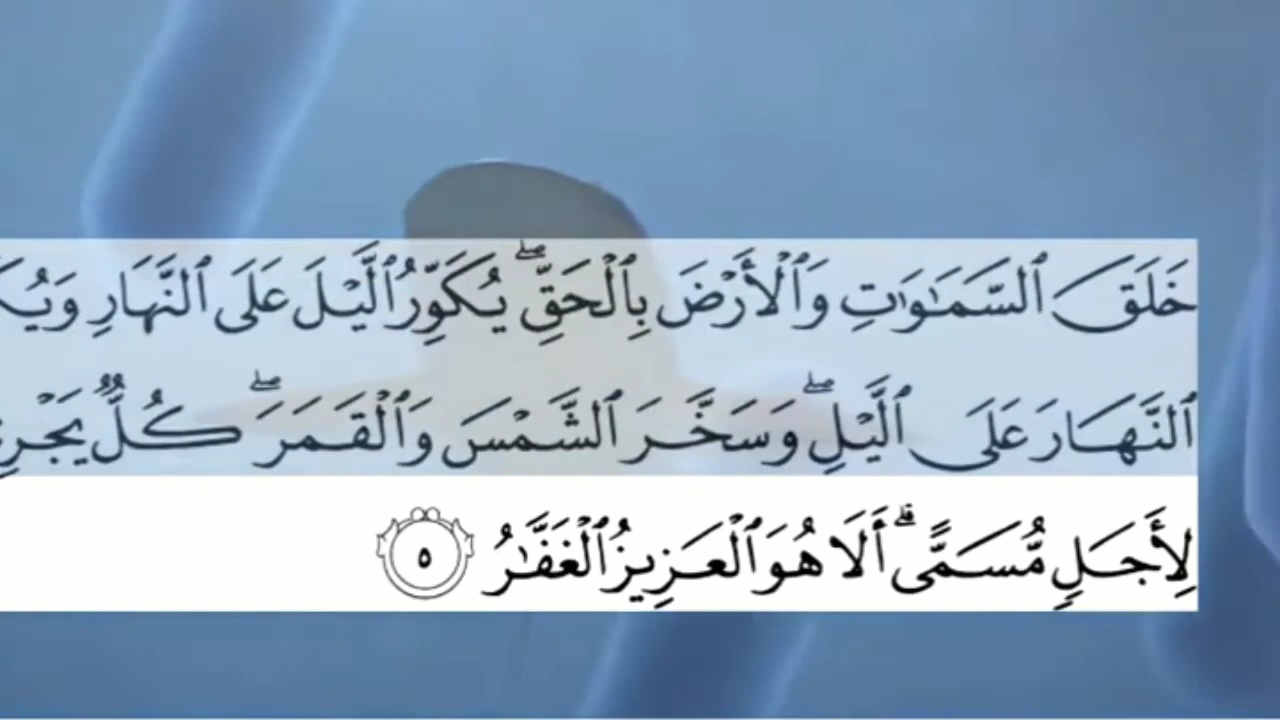 خَلَقَ ٱلسَّمَـٰوَٰتِ وَٱلْأَرْضَ بِٱلْحَقِّ ۖ يُكَوِّرُ ٱلَّيْلَ عَلَى ٱلنَّهَارِ وَيُكَ
ٱلنَّهَارَ عَلَى ٱلَّيْلِ ۖ وَسَخَّرَ ٱلشَّمْسَ وَٱلْقَمَرَ ۖ كُلٌّ يَجْرِى
لِأَجَلٍ مُّسَمًّى ۗ أَلَا هُوَ ٱلْعَزِيزُ ٱلْغَفَّـٰرُ ٥